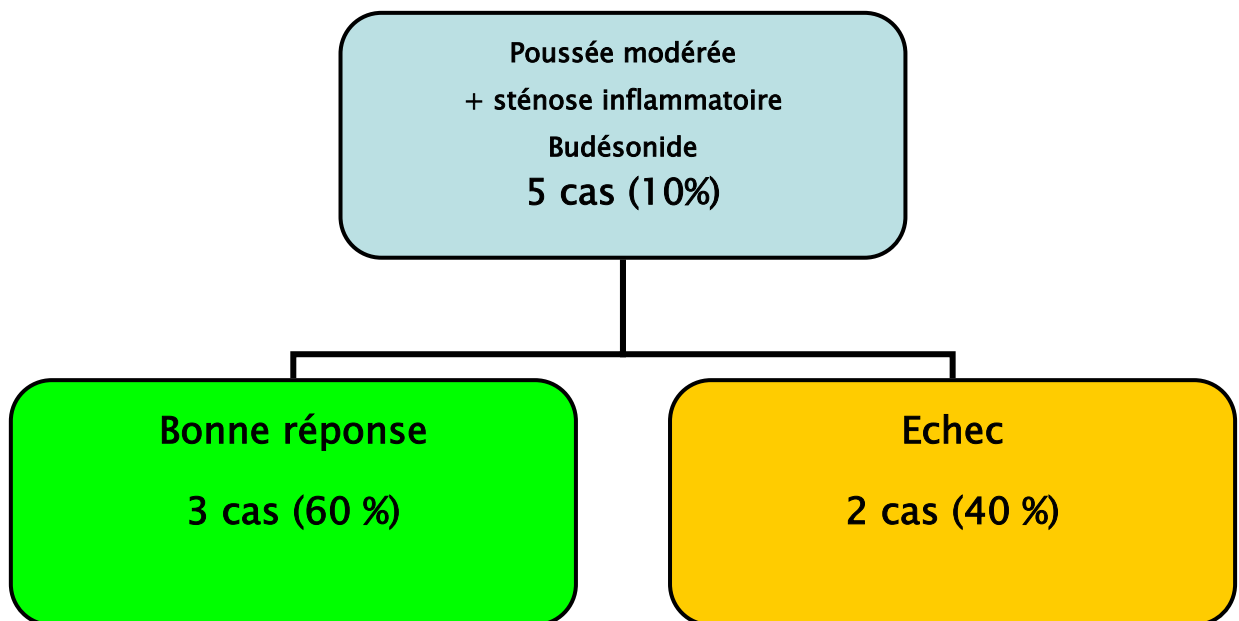 Poussée modérée
+ sténose inflammatoire
Budésonide
5 cas (10%)
Bonne réponse
3 cas (60 %)
Echec
2 cas (40 %)